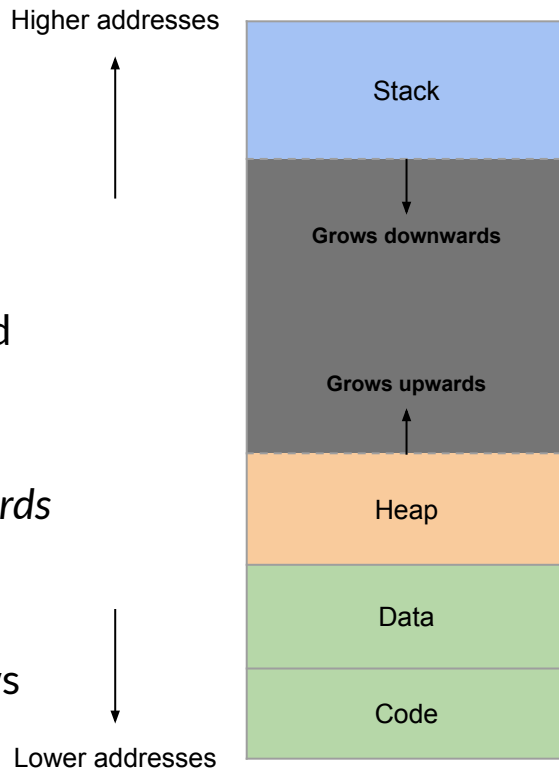 Higher addresses
Stack
Grows downwards
Grows upwards
Heap
Data
Code
Lower addresses